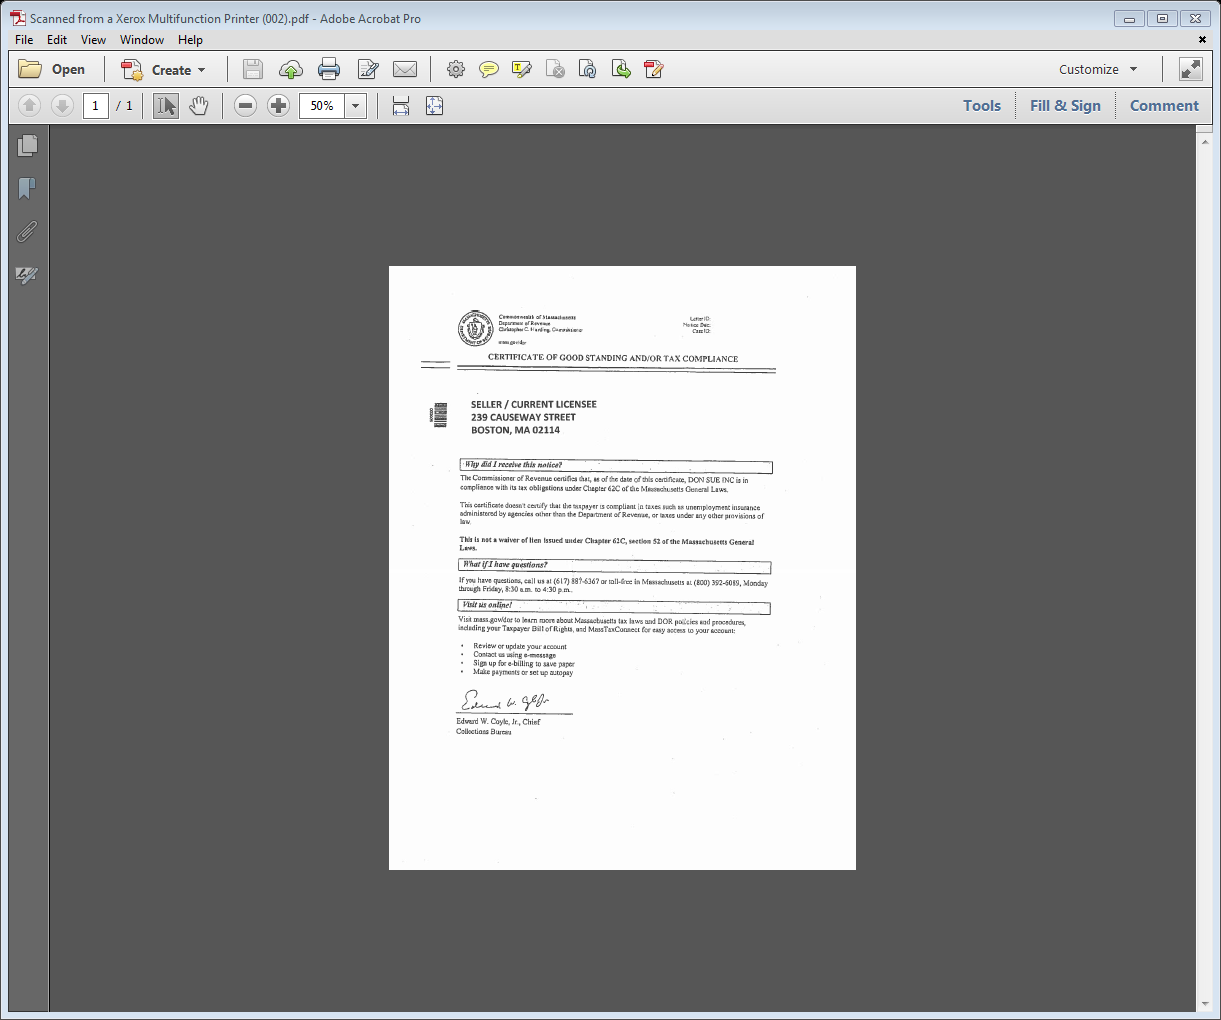 Scanned from a Xerox Multifunction Printer (002).pdf - Adobe Acrobat Pro
File Edit View Window Help
Open Create Customize
1 / 1 50% Tools Fill & Sign Comment
Commonwealth of Massachusetts
Department of Revenue
Christopher C. Harding, Commissioner
mass.gov/dor
Letter ID:
Notice Date:
Case ID:
CERTIFICATE OF GOOD STANDING AND/OR TAX COMPLIANCE
SELLER / CURRENT LICENSEE
239 CAUSEWAY STREET
BOSTON, MA 02114
Why did I receive this notice?
The Commissioner of Revenue certifies that, as of the date of this certificate, DON SUE INC is in
compliance with its tax obligations under Chapter 62C of the Massachusetts General Laws.
This certificate doesn't certify that the taxpayer is compliant in taxes such as unemployment insurance
administered by agencies other than the Department of Revenue, or taxes under any other provisions of
law.
This is not a waiver of lien issued under Chapter 62C, section 52 of the Massachusetts General
Laws.
What if I have questions?
If you have questions, call us at (617) 887-6367 or toll-free in Massachusetts at (800) 392-6089, Monday
through Friday, 8:30 a.m. to 4:30 p.m..
Visit us online!
Visit mass.gov/dor to learn more about Massachusetts tax laws and DOR policies and procedures,
including your Taxpayer Bill of Rights, and MassTaxConnect for easy access to your account:
• Review or update your account
• Contact us using e-message
• Sign up for e-billing to save paper
• Make payments or set up autopay
Edward W. Coyle, Jr., Chief
Collections Bureau